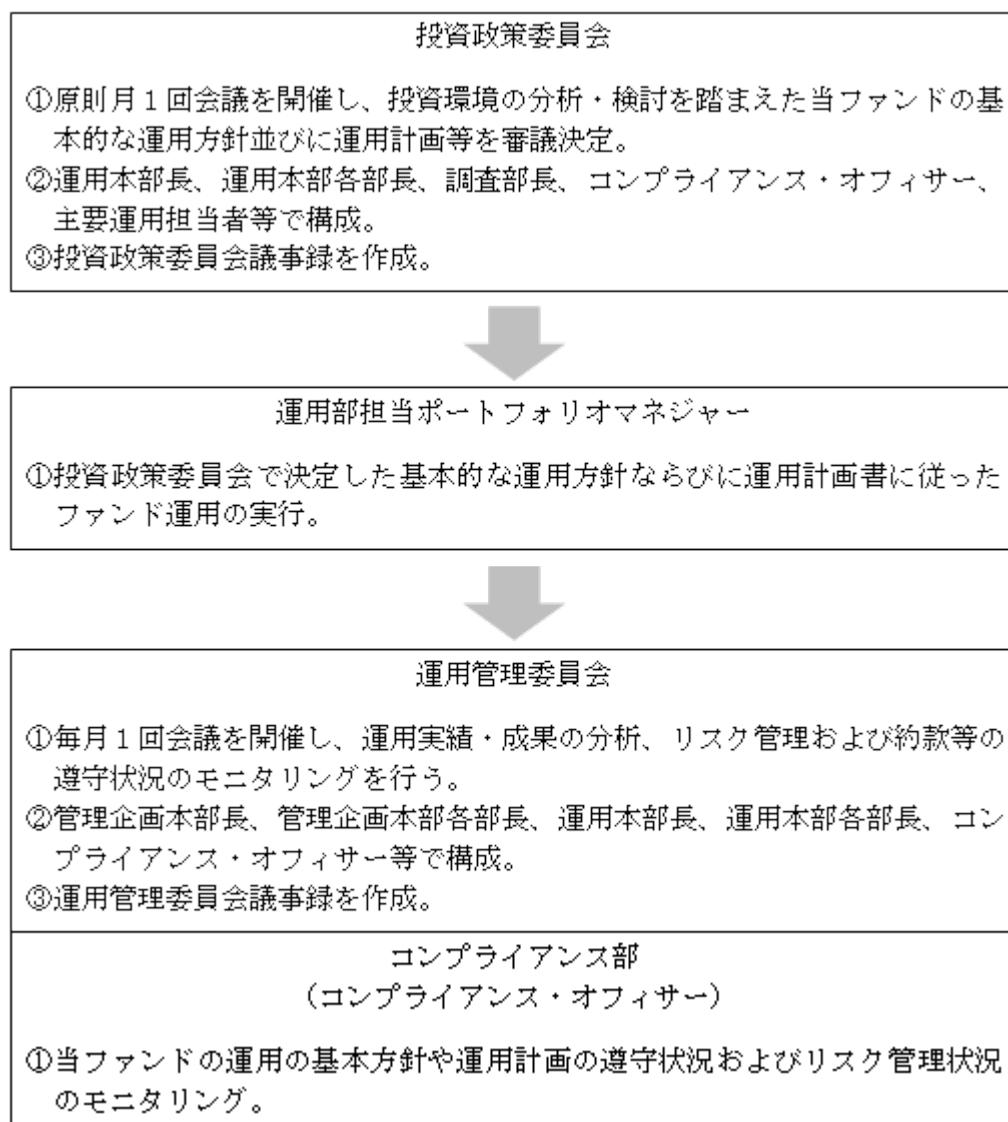 投資政策委員会
①原則月１回会議を開催し、投資環境の分析・検討を踏まえた当ファンドの基
本的な運用方針並びに運用計画等を審議決定。
②運用本部長、運用本部各部長、調査部長、コンプライアンス・オフィサー、
主要運用担当者等で構成。
③投資政策委員会議事録を作成。
運用部担当ポートフォリオマネジャー
①投資政策委員会で決定した基本的な運用方針ならびに運用計画書に従った
ファンド運用の実行。
運用管理委員会
①毎月１回会議を開催し、運用実績・成果の分析、リスク管理および約款等の
遵守状況のモニタリングを行う。
②管理企画本部長、管理企画本部各部長、運用本部長、運用本部各部長、コン
プライアンス・オフィサー等で構成。
③運用管理委員会議事録を作成。
コンプライアンス部
（コンプライアンス・オフィサー）
①当ファンドの運用の基本方針や運用計画の遵守状況およびリスク管理状況
のモニタリング。